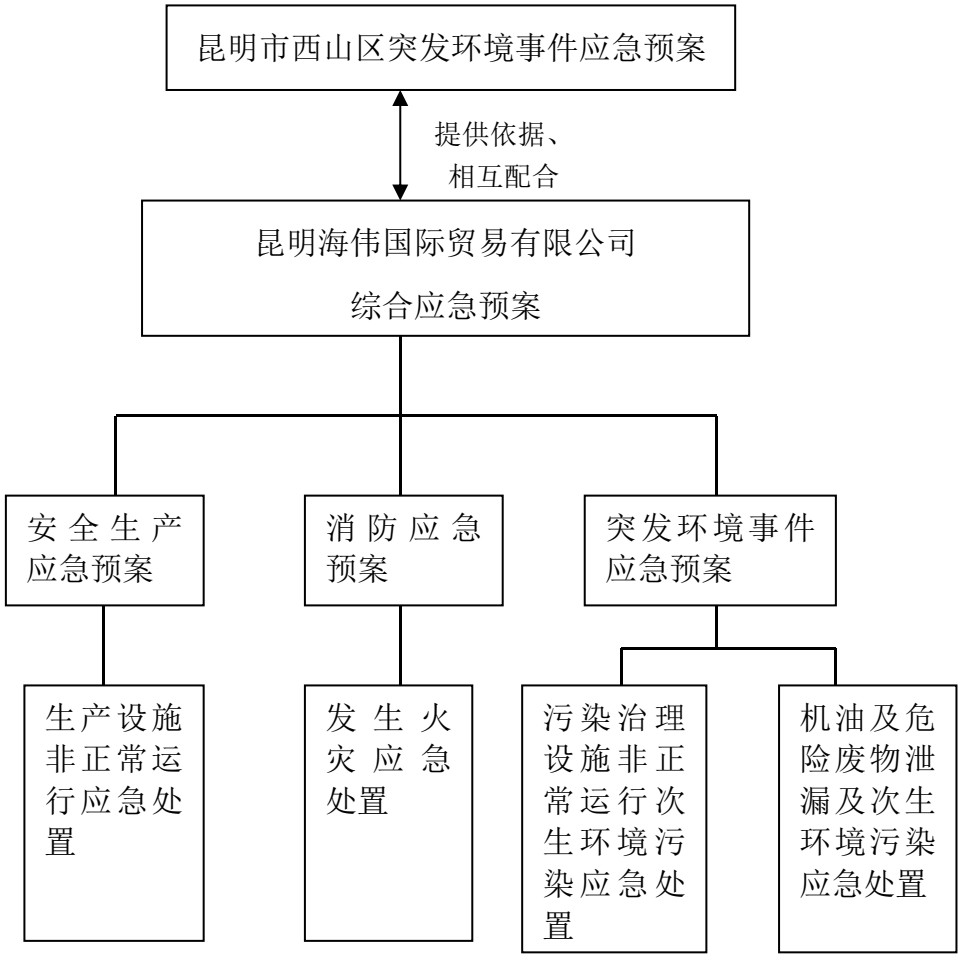 昆明市西山区突发环境事件应急预案
提供依据、
相互配合
昆明海伟国际贸易有限公司
综合应急预案
安全生产
应急预案
消防应急
预案
突发环境事件
应急预案
生产设施
非正常运
行应急处
置
发生火
灾应急
处置
污染治理
设施非正
常运行次
生环境污
染应急处
置
机油及危
险废物泄
漏及次生
环境污染
应急处置